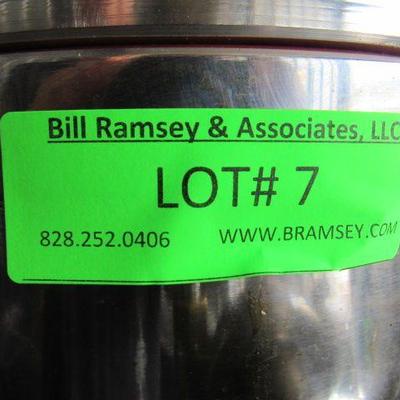 Bill Ramsey & Associates, LLC
LOT# 7
828.252.0406 WWW.BRAMSEY.COM